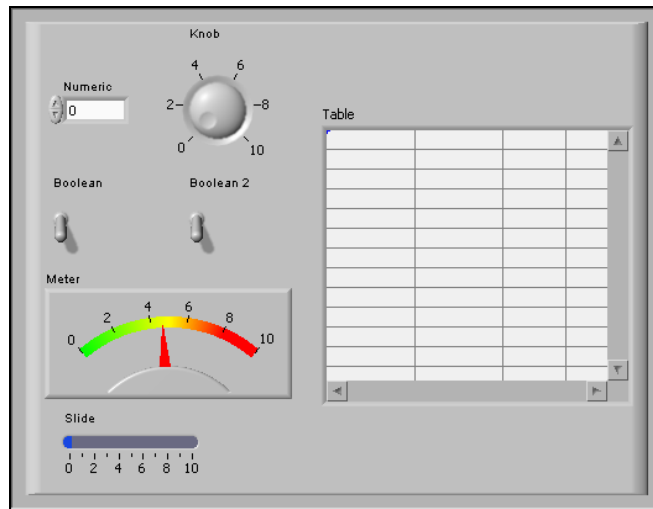 Knob
4 6
Numeric
2 8
0
0 10
Table
Boolean Boolean 2
Meter
4 6
2 8
0 10
Slide
0 2 4 6 8 10